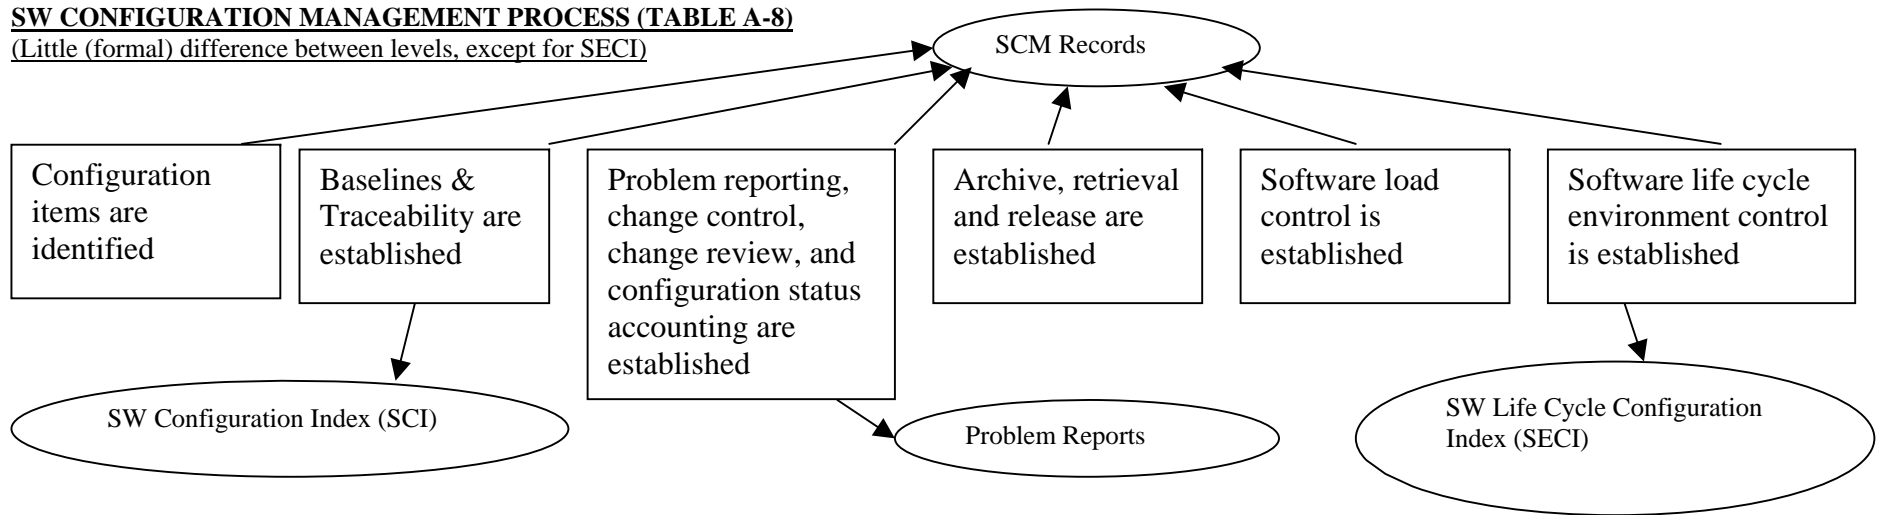 SW CONFIGURATION MANAGEMENT PROCESS (TABLE A-8)
(Little (formal) difference between levels, except for SECI)
SCM Records
Configuration
items are
identified
Baselines &
Traceability are
established
Problem reporting,
change control,
change review, and
configuration status
accounting are
established
Archive, retrieval
and release are
established
Software load
control is
established
Software life cycle
environment control
is established
SW Configuration Index (SCI)
Problem Reports
SW Life Cycle Configuration
Index (SECI)